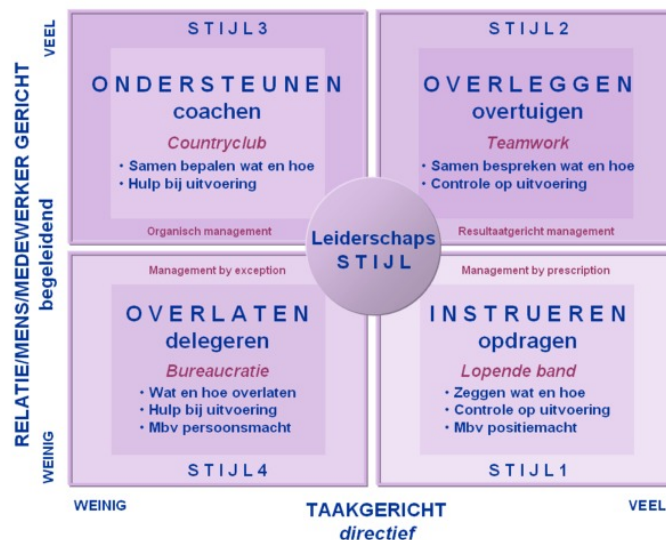 RELATIE/MENS/MEDEWERKER GERICHT
begeleidend
VEEL
WEINIG
STIJL3
ONDERSTEUNEN
coachen
Countryclub
• Samen bepalen wat en hoe
• Hulp bij uitvoering
Organisch management
STIJL2
OVERLEGGEN
overtuigen
Teamwork
• Samen bespreken wat en hoe
• Controle op uitvoering
Resultaatgericht management
Leiderschaps
STIJL
Management by exception
OVERLATEN
delegeren
Bureaucratie
• Wat en hoe overlaten
• Hulp bij uitvoering
• Mbv persoonsmacht
STIJL4
Management by prescription
INSTRUEREN
opdragen
Lopende band
• Zeggen wat en hoe
• Controle op uitvoering
• Mbv positiemacht
STIJL1
WEINIG
TAAKGERICHT
directief
VEEL